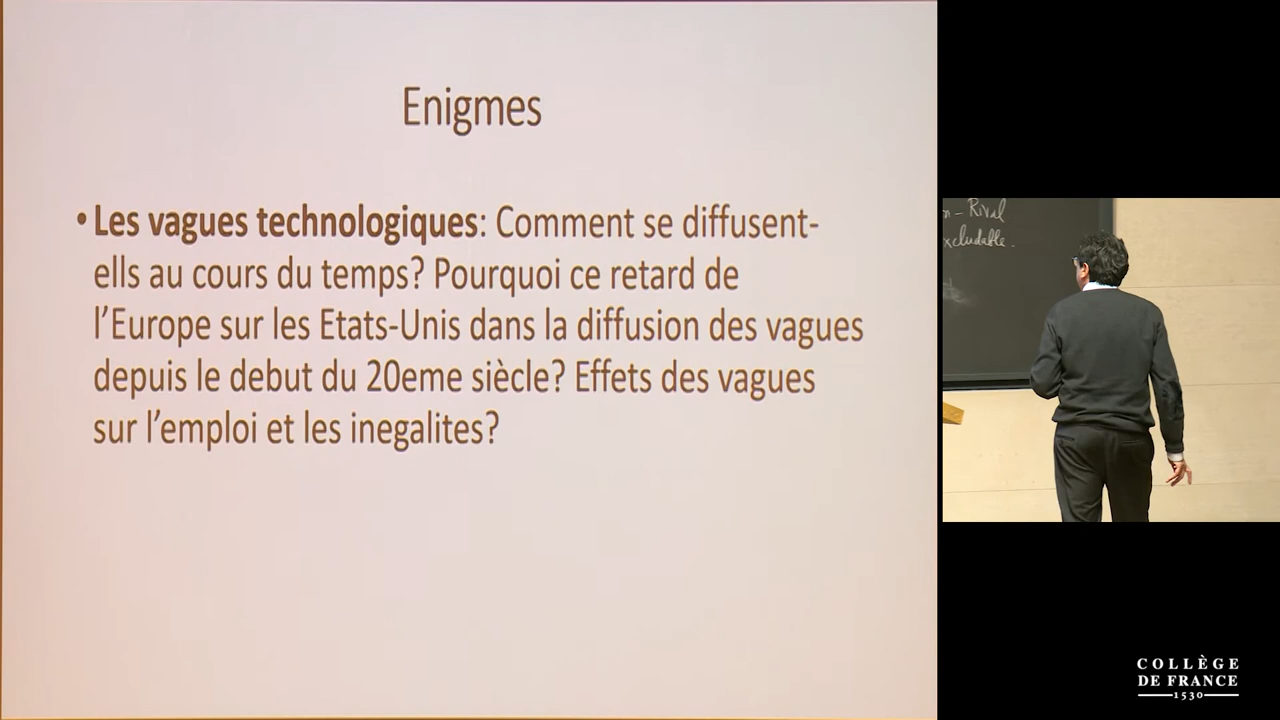 Enigmes
• Les vagues technologiques: Comment se diffusent-
ells au cours du temps? Pourquoi ce retard de
l’Europe sur les Etats-Unis dans la diffusion des vagues
depuis le debut du 20eme siècle? Effets des vagues
sur l’emploi et les inegalites?
Rival
COLLÈGE
DE FRANCE
1530